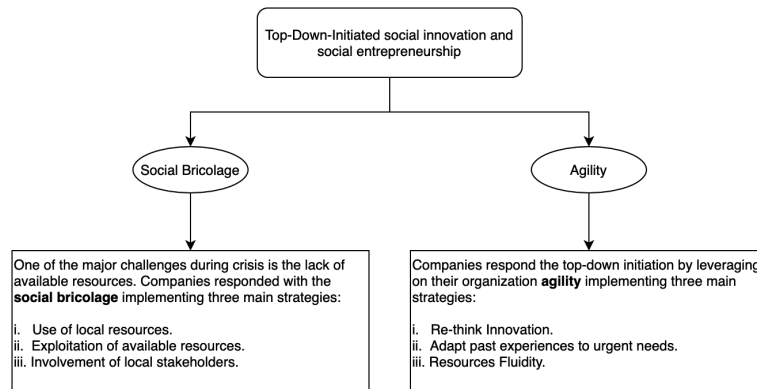 Top-Down-Initiated social innovation and
social entrepreneurship
Social Bricolage
Agility
One of the major challenges during crisis is the lack of
available resources. Companies responded with the
social bricolage implementing three main strategies:
i. Use of local resources.
ii. Exploitation of available resources.
iii. Involvement of local stakeholders.
Companies respond the top-down initiation by leveraging
on their organization agility implementing three main
strategies:
i. Re-think Innovation.
ii. Adapt past experiences to urgent needs.
iii. Resources Fluidity.